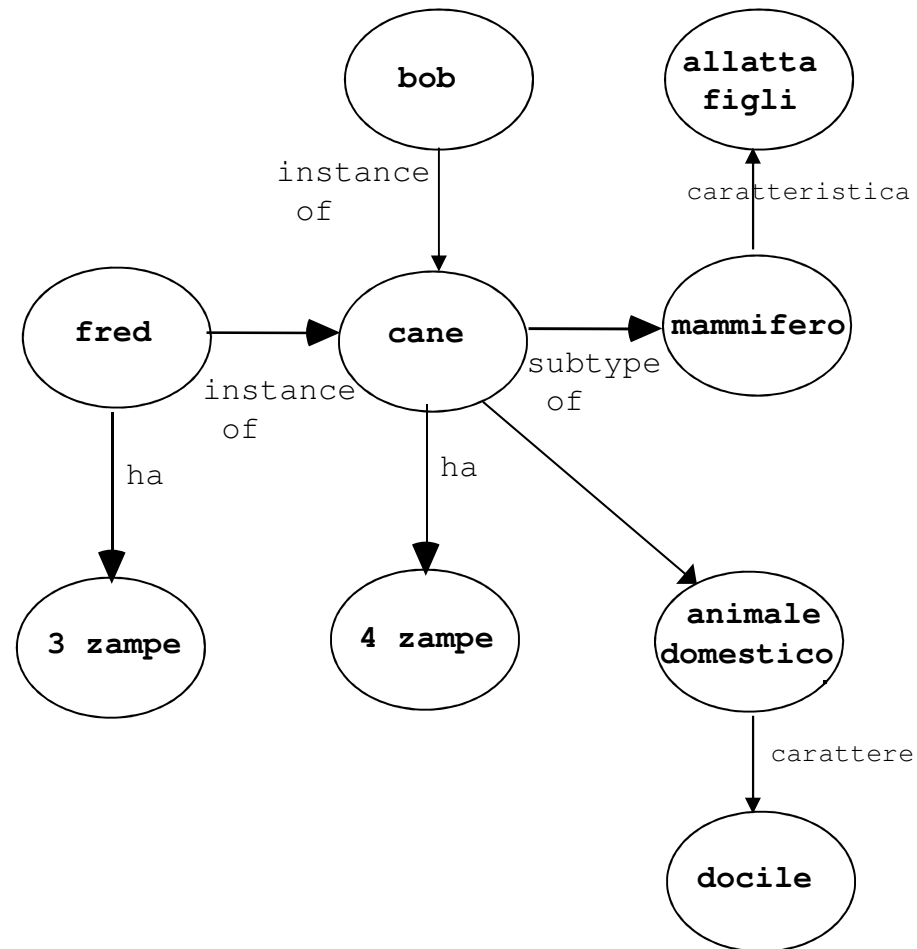 bob
allatta
figli
instance
of
caratteristica
fred
cane
mammifero
instance
of
subtype
of
ha
ha
3 zampe
4 zampe
animale
domestico
carattere
docile